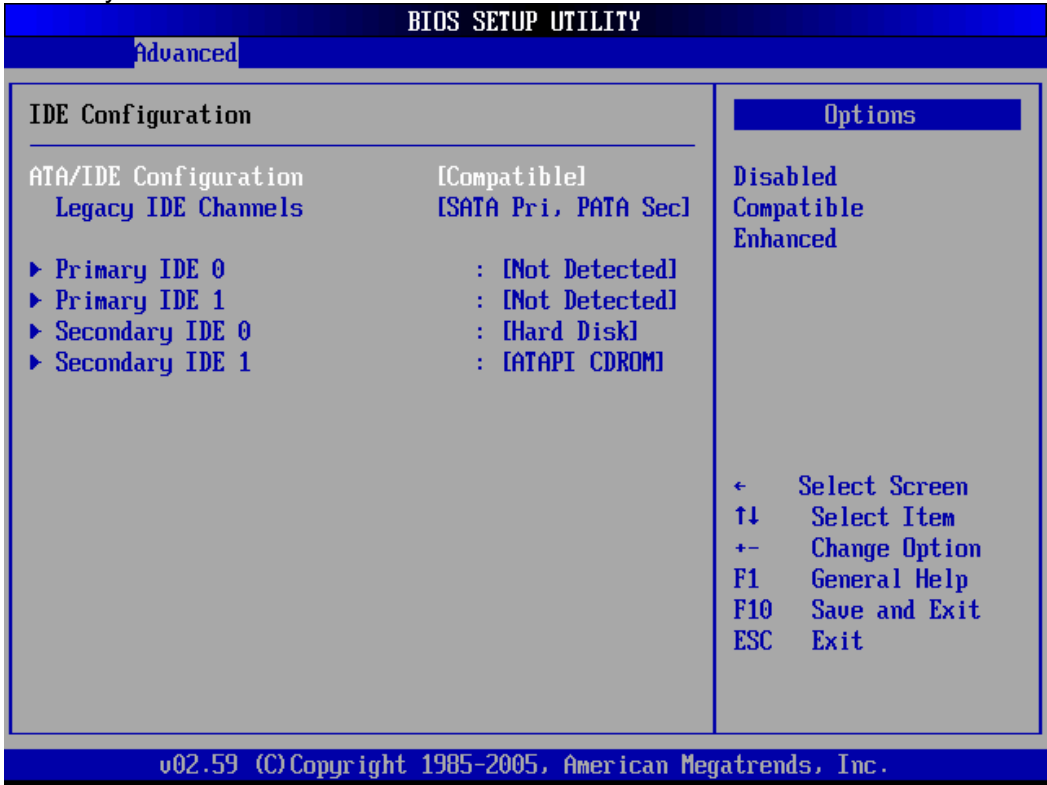 BIOS SETUP UTILITY
Advanced
IDE Configuration
ATA/IDE Configuration [Compatible]
Legacy IDE Channels [SATA Pri, PATA Sec]
▶ Primary IDE 0 : [Not Detected]
▶ Primary IDE 1 : [Not Detected]
▶ Secondary IDE 0 : [Hard Disk]
▶ Secondary IDE 1 : [ATAPI CDROM]
Options
Disabled
Compatible
Enhanced
← Select Screen
↑↓ Select Item
+- Change Option
F1 General Help
F10 Save and Exit
ESC Exit
v02.59 (C)Copyright 1985-2005, American Megatrends, Inc.